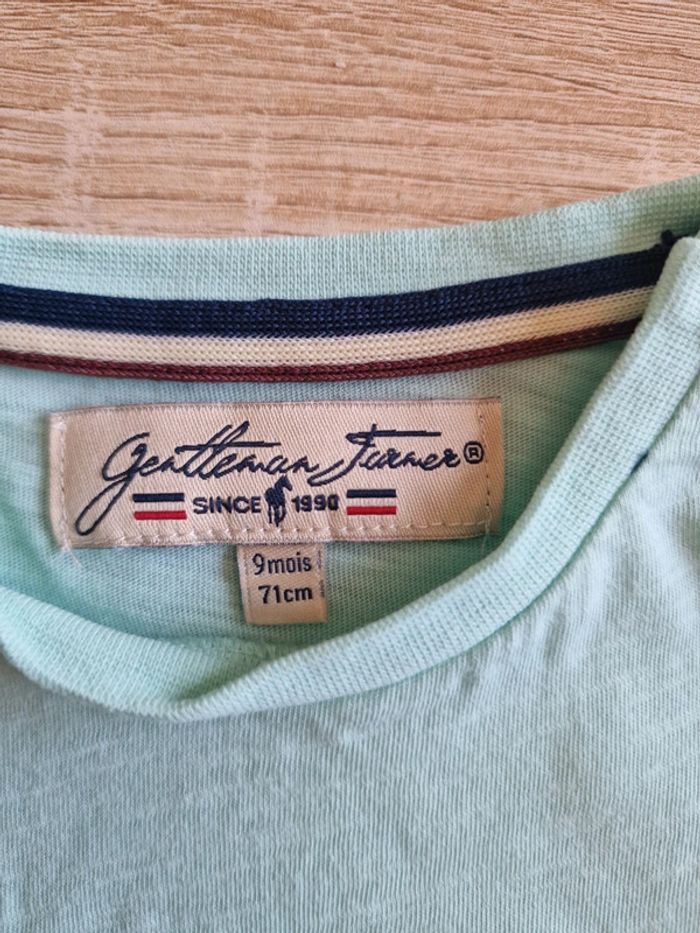 Gentleman Farmer®
SINCE 1990
9mois
71cm